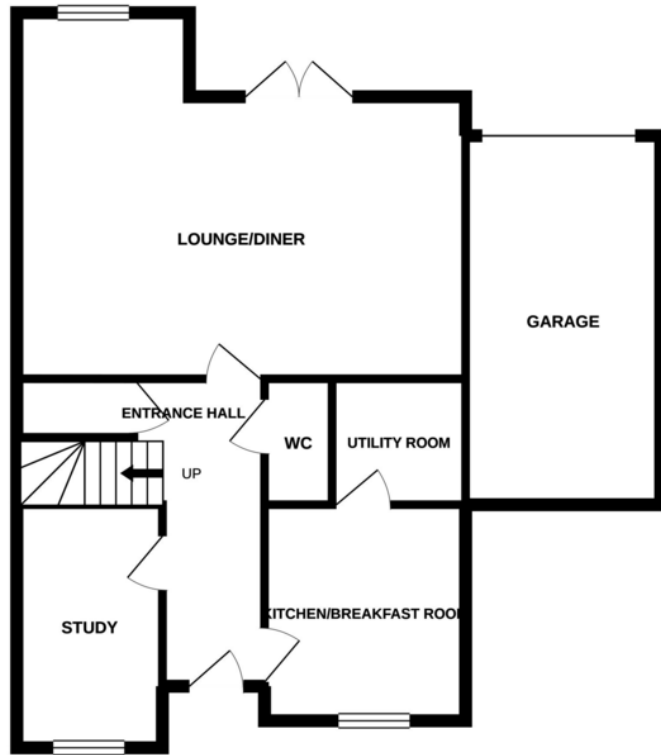 LOUNGE/DINER
GARAGE
ENTRANCE HALL
WC
UTILITY ROOM
UP
KITCHEN/BREAKFAST ROOM
STUDY